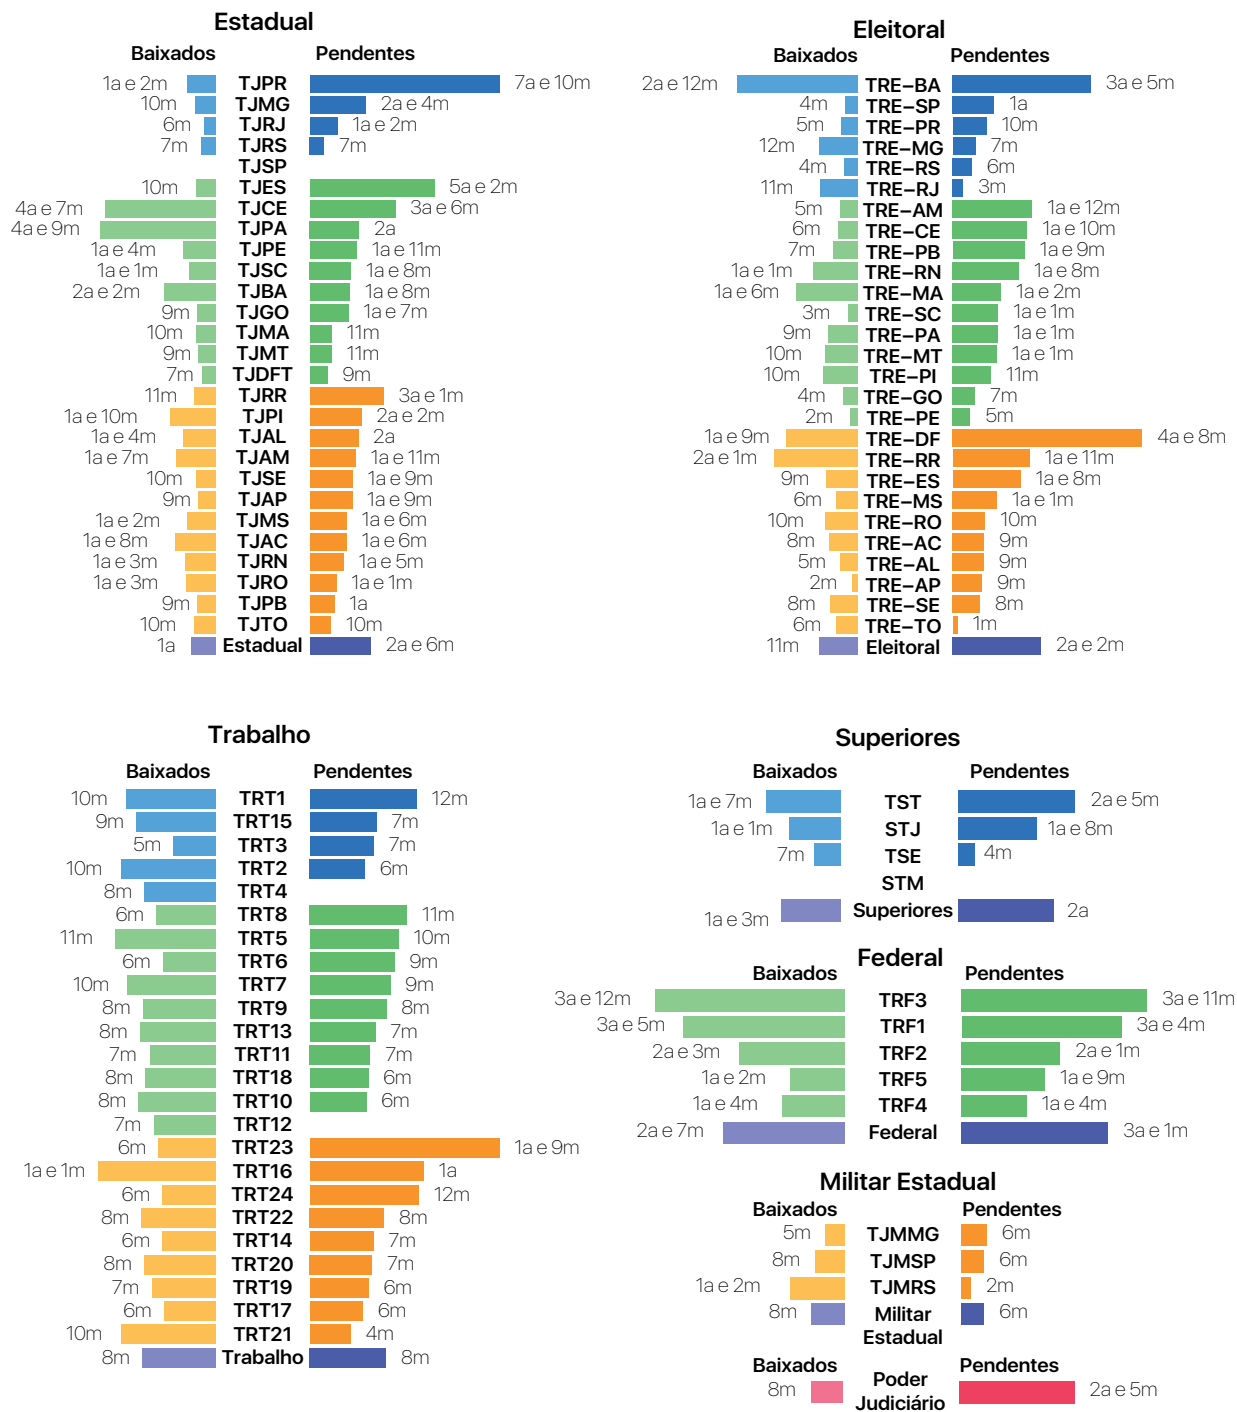 Estadual
Baixados Pendentes
1a e 2m TJPR 7a e 10m
10m TJMG 2a e 4m
6m TJRJ 1a e 2m
7m TJRS 7m
TJSP
10m TJES 5a e 2m
4a e 7m TJCE 3a e 6m
4a e 9m TJPA 2a
1a e 4m TJPE 1a e 11m
1a e 1m TJSC 1a e 8m
2a e 2m TJBA 1a e 8m
9m TJGO 1a e 7m
10m TJMA 11m
9m TJMT 11m
7m TJDFT 9m
11m TJRR 3a e 1m
1a e 10m TJPI 2a e 2m
1a e 4m TJAL 2a
1a e 7m TJAM 1a e 11m
10m TJSE 1a e 9m
9m TJAP 1a e 9m
1a e 2m TJMS 1a e 6m
1a e 8m TJAC 1a e 6m
1a e 3m TJRN 1a e 5m
1a e 3m TJRO 1a e 1m
9m TJPB 1a
10m TJTO 10m
1a Estadual 2a e 6m
Eleitoral
Baixados Pendentes
2a e 12m TRE–BA 3a e 5m
4m TRE–SP 1a
5m TRE–PR 10m
12m TRE–MG 7m
4m TRE–RS 6m
11m TRE–RJ 3m
5m TRE–AM 1a e 12m
6m TRE–CE 1a e 10m
7m TRE–PB 1a e 9m
1a e 1m TRE–RN 1a e 8m
1a e 6m TRE–MA 1a e 2m
3m TRE–SC 1a e 1m
9m TRE–PA 1a e 1m
10m TRE–MT 1a e 1m
10m TRE–PI 11m
4m TRE–GO 7m
2m TRE–PE 5m
1a e 9m TRE–DF 4a e 8m
2a e 1m TRE–RR 1a e 11m
9m TRE–ES 1a e 8m
6m TRE–MS 1a e 1m
10m TRE–RO 10m
8m TRE–AC 9m
5m TRE–AL 9m
2m TRE–AP 9m
8m TRE–SE 8m
6m TRE–TO 1m
11m Eleitoral 2a e 2m
Trabalho
Baixados Pendentes
10m TRT1 12m
9m TRT15 7m
5m TRT3 7m
10m TRT2 6m
8m TRT4
6m TRT8 11m
11m TRT5 10m
6m TRT6 9m
10m TRT7 9m
8m TRT9 8m
8m TRT13 7m
7m TRT11 7m
8m TRT18 6m
8m TRT10 6m
7m TRT12
6m TRT23 1a e 9m
1a e 1m TRT16 1a
6m TRT24 12m
8m TRT22 8m
6m TRT14 7m
8m TRT20 7m
7m TRT19 6m
6m TRT17 6m
10m TRT21 4m
8m Trabalho 8m
Superiores
Baixados Pendentes
1a e 7m TST 2a e 5m
1a e 1m STJ 1a e 8m
7m TSE 4m
STM
1a e 3m Superiores 2a
Federal
Baixados Pendentes
3a e 12m TRF3 3a e 11m
3a e 5m TRF1 3a e 4m
2a e 3m TRF2 2a e 1m
1a e 2m TRF5 1a e 9m
1a e 4m TRF4 1a e 4m
2a e 7m Federal 3a e 1m
Militar Estadual
Baixados Pendentes
5m TJMMG 6m
8m TJMSP 6m
1a e 2m TJMRS 2m
8m Militar 6m
Estadual
Baixados Pendentes
8m Poder 2a e 5m
Judiciário